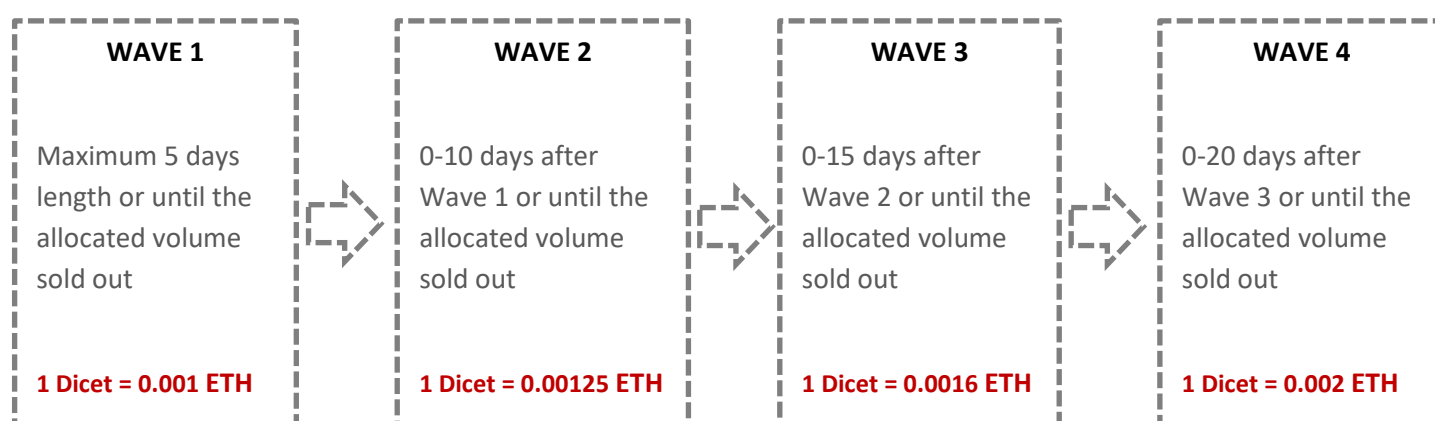 WAVE 1
Maximum 5 days
length or until the
allocated volume
sold out
1 Dicet = 0.001 ETH
WAVE 2
0-10 days after
Wave 1 or until the
allocated volume
sold out
1 Dicet = 0.00125 ETH
WAVE 3
0-15 days after
Wave 2 or until the
allocated volume
sold out
1 Dicet = 0.0016 ETH
WAVE 4
0-20 days after
Wave 3 or until the
allocated volume
sold out
1 Dicet = 0.002 ETH